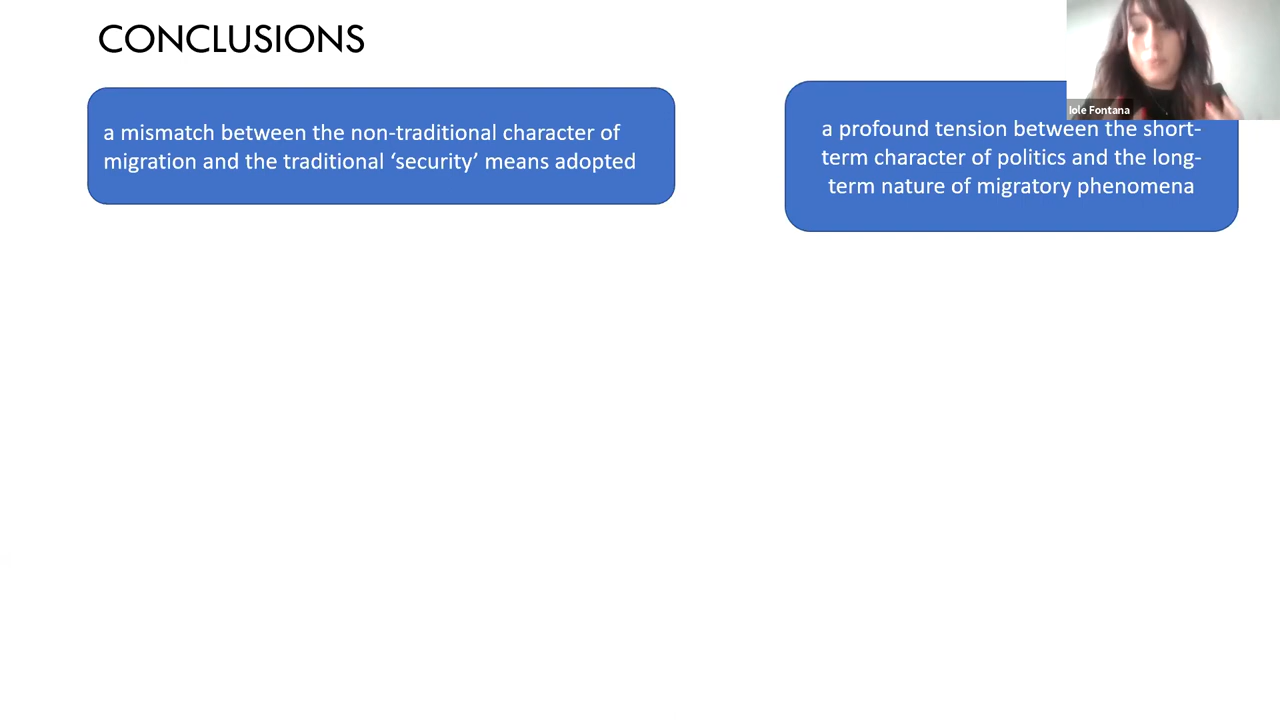 CONCLUSIONS
a mismatch between the non-traditional character of
migration and the traditional ‘security’ means adopted
Iole Fontana
a profound tension between the short-
term character of politics and the long-
term nature of migratory phenomena